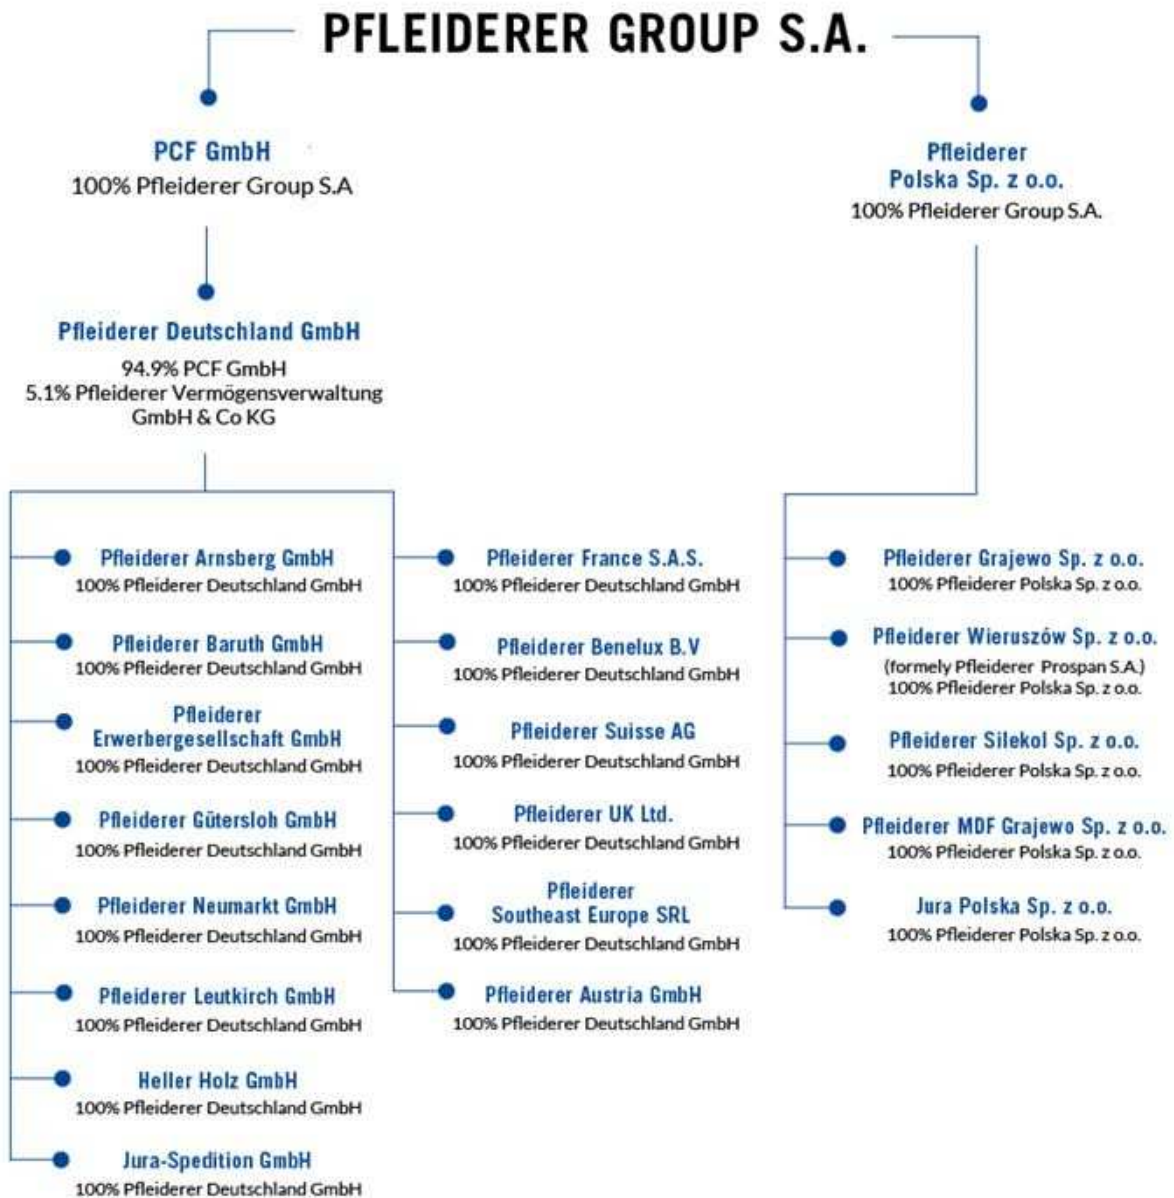 PFLEIDERER GROUP S.A.
PCF GmbH
100% Pfleiderer Group S.A
Pfleiderer
Polska Sp. z o.o.
100% Pfleiderer Group S.A.
Pfleiderer Deutschland GmbH
94.9% PCF GmbH
5.1% Pfleiderer Vermögensverwaltung
GmbH & Co KG
Pfleiderer Arnsberg GmbH
100% Pfleiderer Deutschland GmbH
Pfleiderer Baruth GmbH
100% Pfleiderer Deutschland GmbH
Pfleiderer
Erwerbergesellschaft GmbH
100% Pfleiderer Deutschland GmbH
Pfleiderer Gütersloh GmbH
100% Pfleiderer Deutschland GmbH
Pfleiderer Neumarkt GmbH
100% Pfleiderer Deutschland GmbH
Pfleiderer Leutkirch GmbH
100% Pfleiderer Deutschland GmbH
Heller Holz GmbH
100% Pfleiderer Deutschland GmbH
Jura-Spedition GmbH
100% Pfleiderer Deutschland GmbH
Pfleiderer France S.A.S.
100% Pfleiderer Deutschland GmbH
Pfleiderer Benelux B.V
100% Pfleiderer Deutschland GmbH
Pfleiderer Suisse AG
100% Pfleiderer Deutschland GmbH
Pfleiderer UK Ltd.
100% Pfleiderer Deutschland GmbH
Pfleiderer
Southeast Europe SRL
100% Pfleiderer Deutschland GmbH
Pfleiderer Austria GmbH
100% Pfleiderer Deutschland GmbH
Pfleiderer Grajewo Sp. z o.o.
100% Pfleiderer Polska Sp. z o.o.
Pfleiderer Wieruszów Sp. z o.o.
(formely Pfleiderer Prospan S.A.)
100% Pfleiderer Polska Sp. z o.o.
Pfleiderer Silekol Sp. z o.o.
100% Pfleiderer Polska Sp. z o.o.
Pfleiderer MDF Grajewo Sp. z o.o.
100% Pfleiderer Polska Sp. z o.o.
Jura Polska Sp. z o.o.
100% Pfleiderer Polska Sp. z o.o.